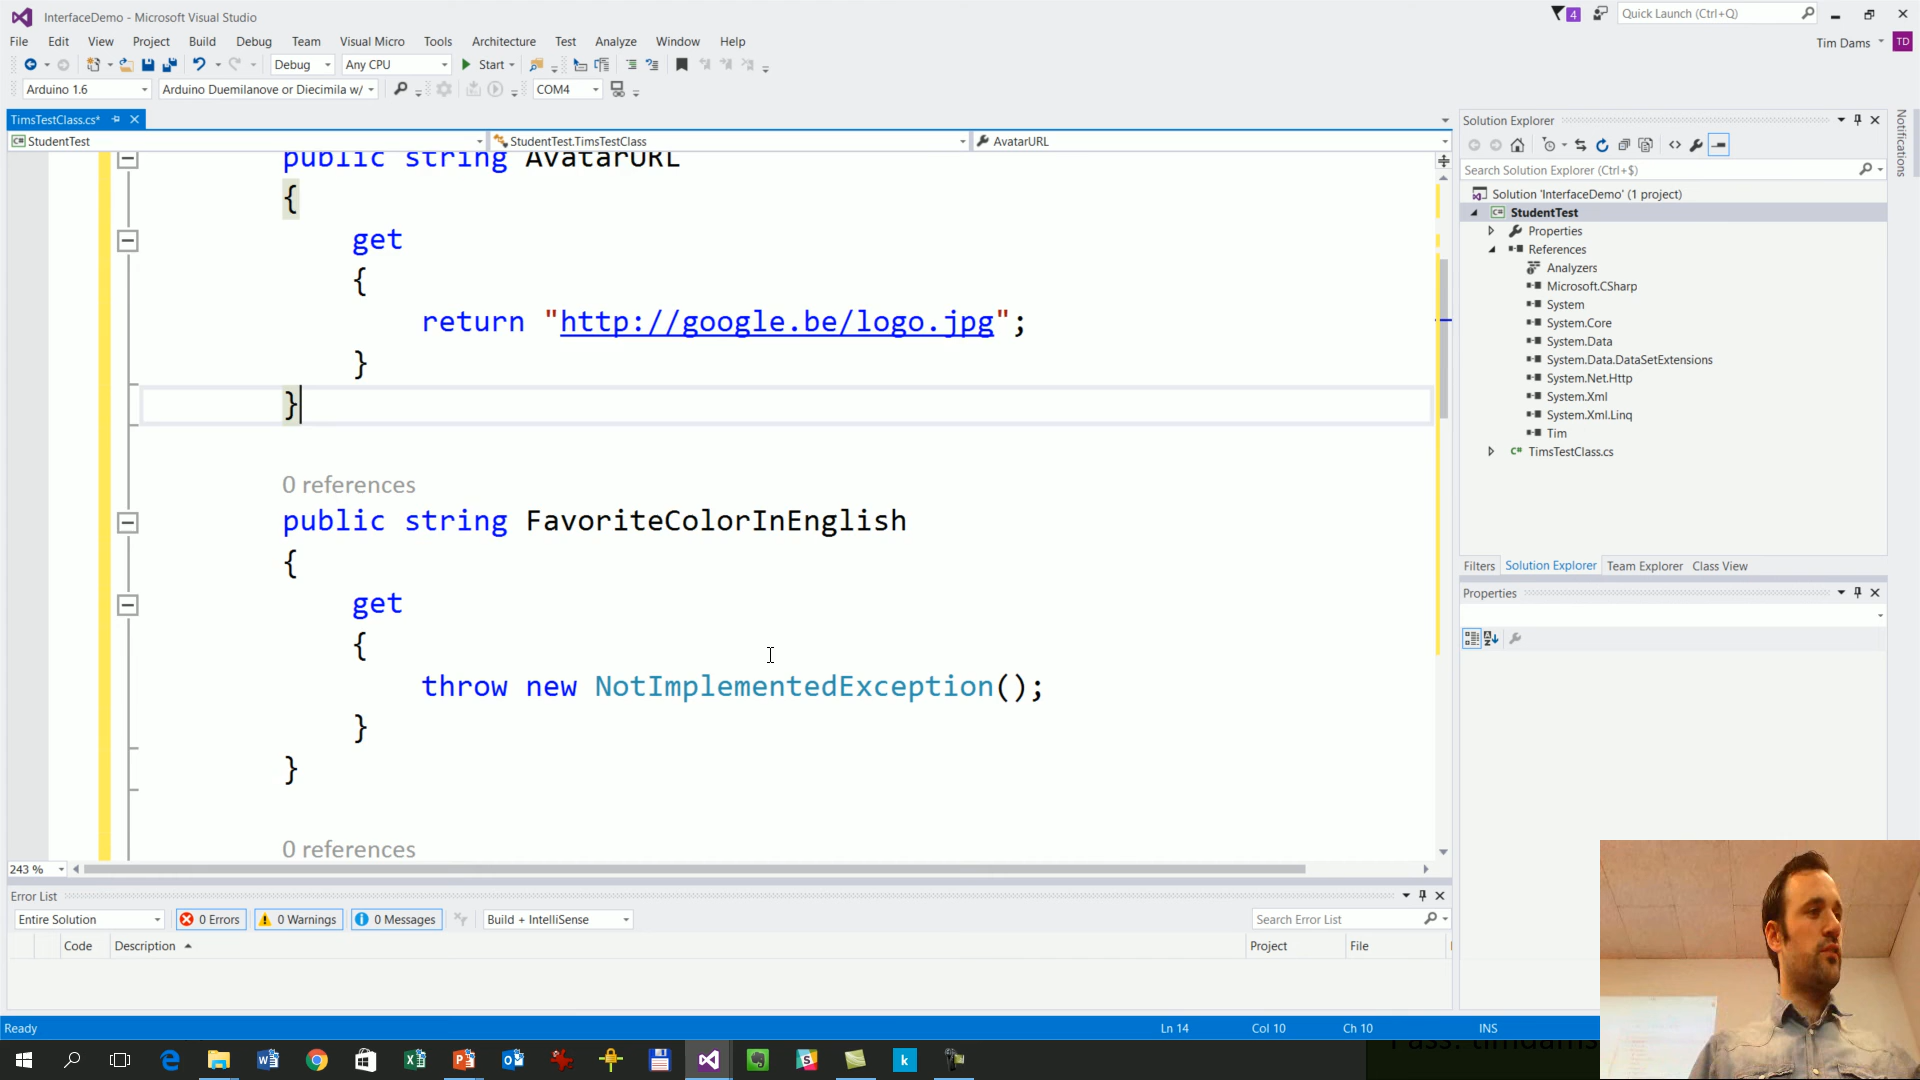 InterfaceDemo - Microsoft Visual Studio
4
Quick Launch (Ctrl+Q)
File Edit View Project Build Debug Team Visual Micro Tools Architecture Test Analyze Window Help
Tim Dams TD
Debug Any CPU Start
Arduino 1.6 Arduino Duemilanove or Diecimila w/ COM4
TimsTestClass.cs*
StudentTest StudentTest.TimsTestClass AvatarURL
public string AvatarURL
{
get
{
return "http://google.be/logo.jpg";
}
}
0 references
public string FavoriteColorInEnglish
{
get
{
throw new NotImplementedException();
}
}
0 references
243 %
Solution Explorer
Search Solution Explorer (Ctrl+$)
Solution 'InterfaceDemo' (1 project)
StudentTest
Properties
References
Analyzers
Microsoft.CSharp
System
System.Core
System.Data
System.Data.DataSetExtensions
System.Net.Http
System.Xml
System.Xml.Linq
Tim
TimsTestClass.cs
Filters Solution Explorer Team Explorer Class View
Properties
Notifications
Error List
Entire Solution 0 Errors 0 Warnings 0 Messages Build + IntelliSense Search Error List
Code Description Project File
Ready Ln 14 Col 10 Ch 10 INS
Pass: timdams